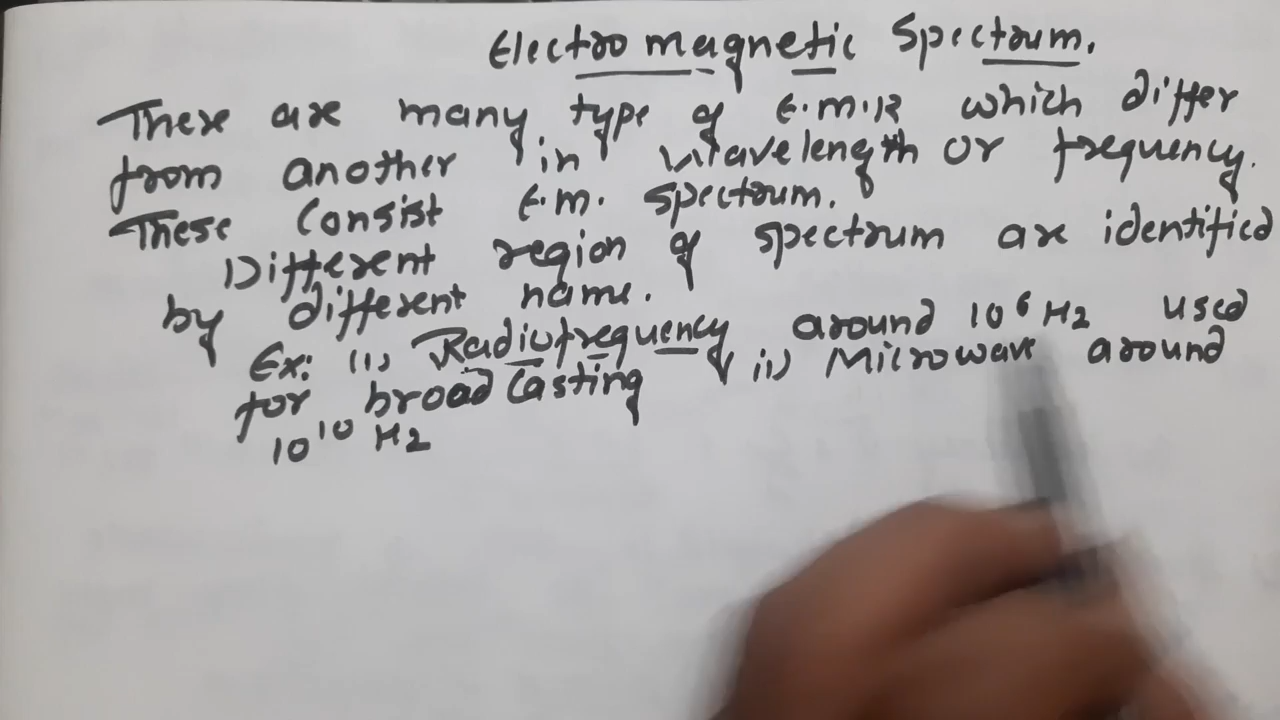 Electromagnetic Spectrum.
There are many type of E.M.R which differ
from another in wavelength or frequency.
These Consist E.m. spectrum.
Different region of spectrum are identified
by different name.
Ex: (i) Radiofrequency around 10⁶ Hz used
for broad Casting ii) Microwave around
10¹⁰ Hz